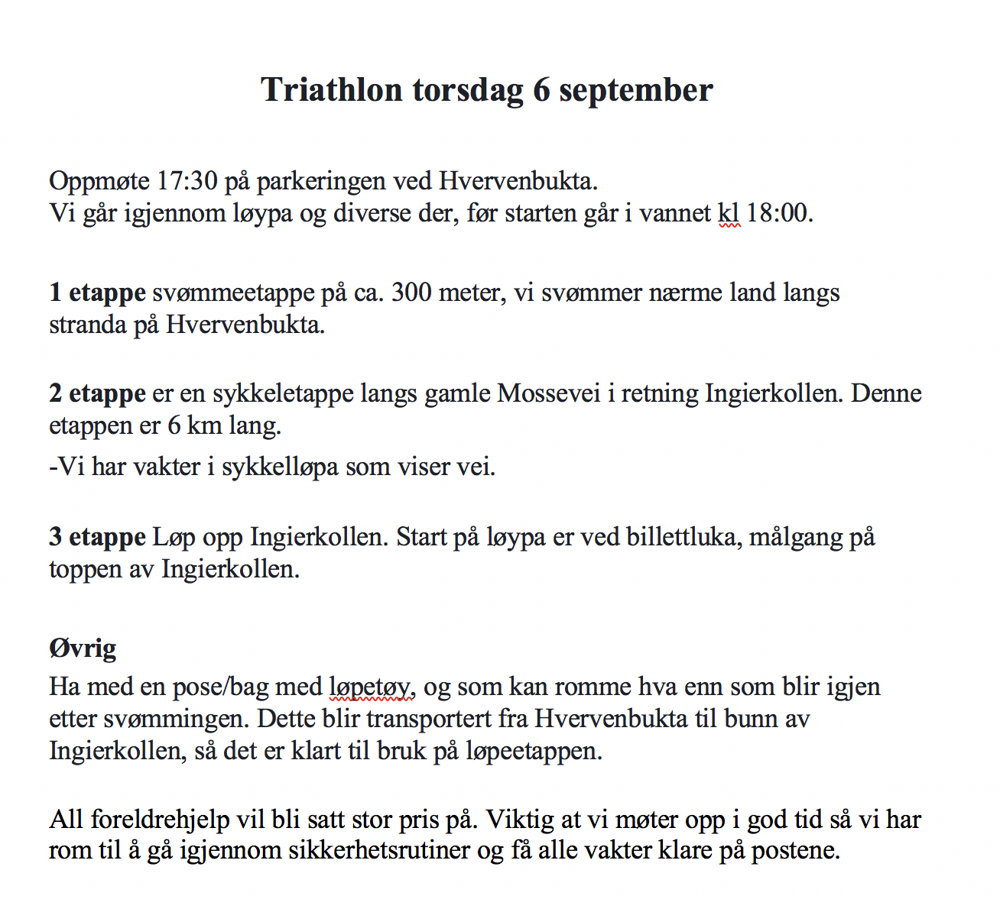 Triathlon torsdag 6 september
Oppmøte 17:30 på parkeringen ved Hvervenbukta.
Vi går igjennom løypa og diverse der, før starten går i vannet kl 18:00.
1 etappe svømmeetappe på ca. 300 meter, vi svømmer nærme land langs
stranda på Hvervenbukta.
2 etappe er en sykkeletappe langs gamle Mossevei i retning Ingierkollen. Denne
etappen er 6 km lang.
-Vi har vakter i sykkelløpa som viser vei.
3 etappe Løp opp Ingierkollen. Start på løypa er ved billettluka, målgang på
toppen av Ingierkollen.
Øvrig
Ha med en pose/bag med løpetøy, og som kan romme hva enn som blir igjen
etter svømmingen. Dette blir transportert fra Hvervenbukta til bunn av
Ingierkollen, så det er klart til bruk på løpeetappen.
All foreldrehjelp vil bli satt stor pris på. Viktig at vi møter opp i god tid så vi har
rom til å gå igjennom sikkerhetsrutiner og få alle vakter klare på postene.